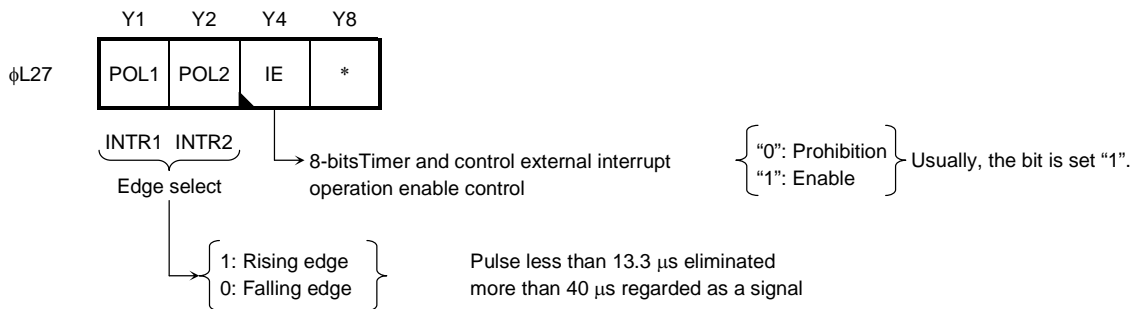 Y1 Y2 Y4 Y8
ϕL27 POL1 POL2 IE *
INTR1 INTR2
Edge select
8-bitsTimer and control external interrupt
operation enable control
“0”: Prohibition
“1”: Enable
Usually, the bit is set “1”.
1: Rising edge
0: Falling edge
Pulse less than 13.3 μs eliminated
more than 40 μs regarded as a signal